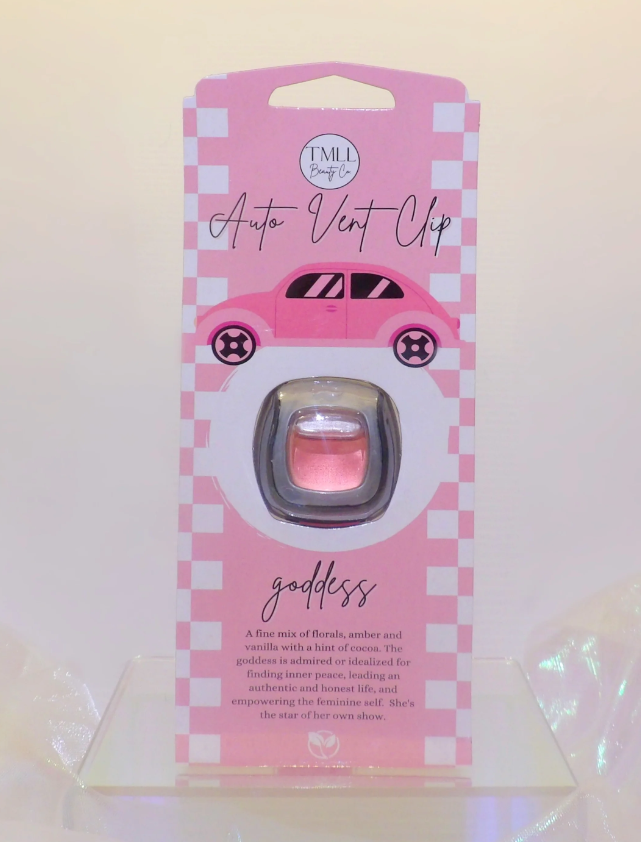 TMLL
Beauty Co.
Auto Vent Clip
goddess
A fine mix of florals, amber and
vanilla with a hint of cocoa. The
goddess is admired or idealized for
finding inner peace, leading an
authentic and honest life, and
empowering the feminine self. She's
the star of her own show.